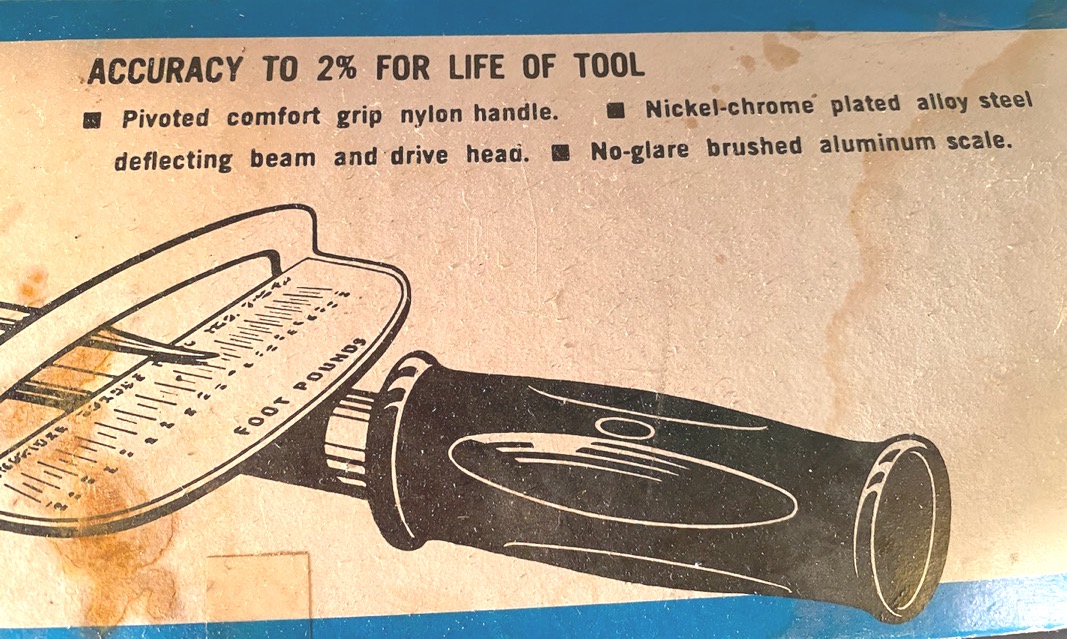 ACCURACY TO 2% FOR LIFE OF TOOL
■ Pivoted comfort grip nylon handle. ■ Nickel-chrome plated alloy steel
deflecting beam and drive head. ■ No-glare brushed aluminum scale.
FOOT POUNDS